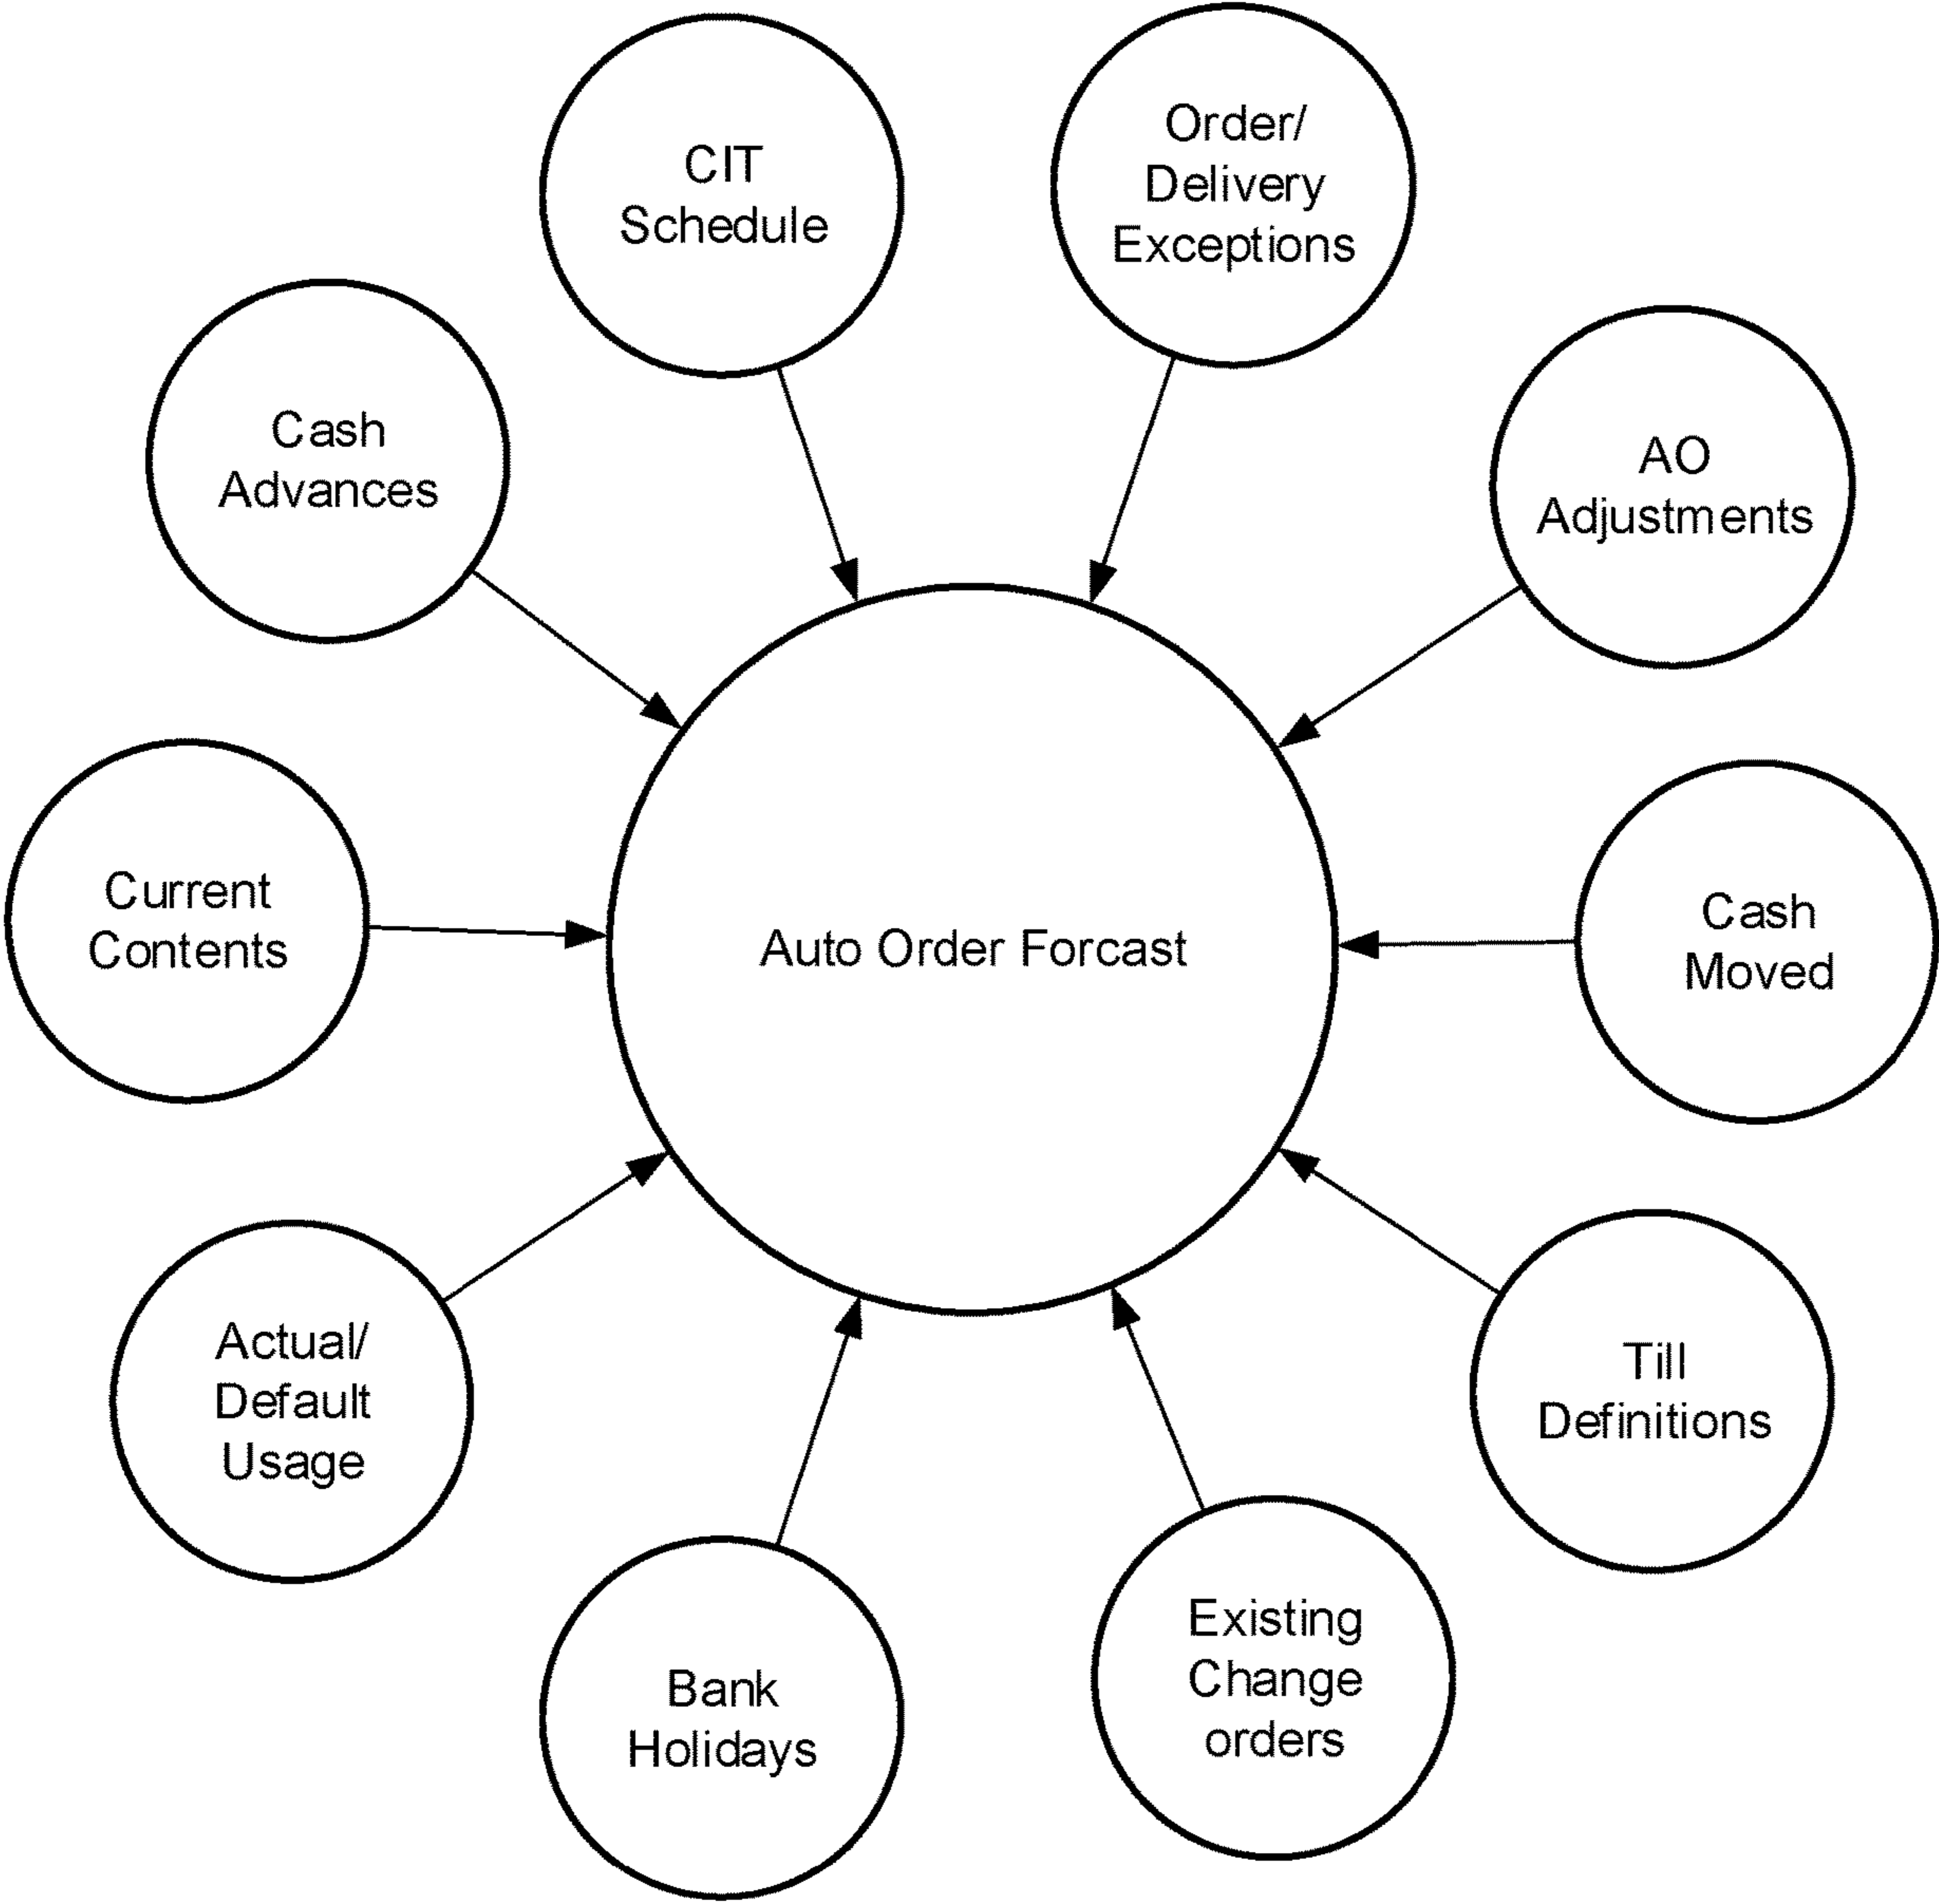 CIT
Schedule
Order/
Delivery
Exceptions
Cash
Advances
AO
Adjustments
Current
Contents
Auto Order Forcast
Cash
Moved
Actual/
Default
Usage
Till
Definitions
Bank
Holidays
Existing
Change
orders